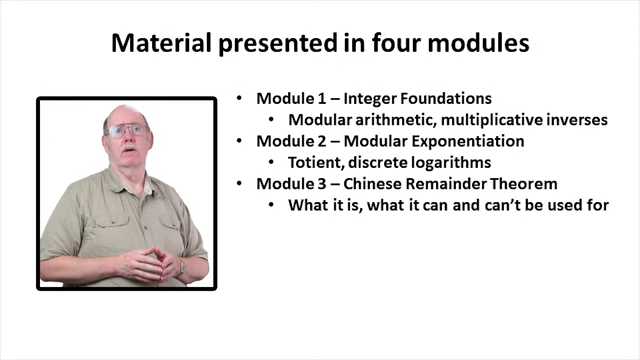 Material presented in four modules
• Module 1 – Integer Foundations
• Modular arithmetic, multiplicative inverses
• Module 2 – Modular Exponentiation
• Totient, discrete logarithms
• Module 3 – Chinese Remainder Theorem
• What it is, what it can and can't be used for